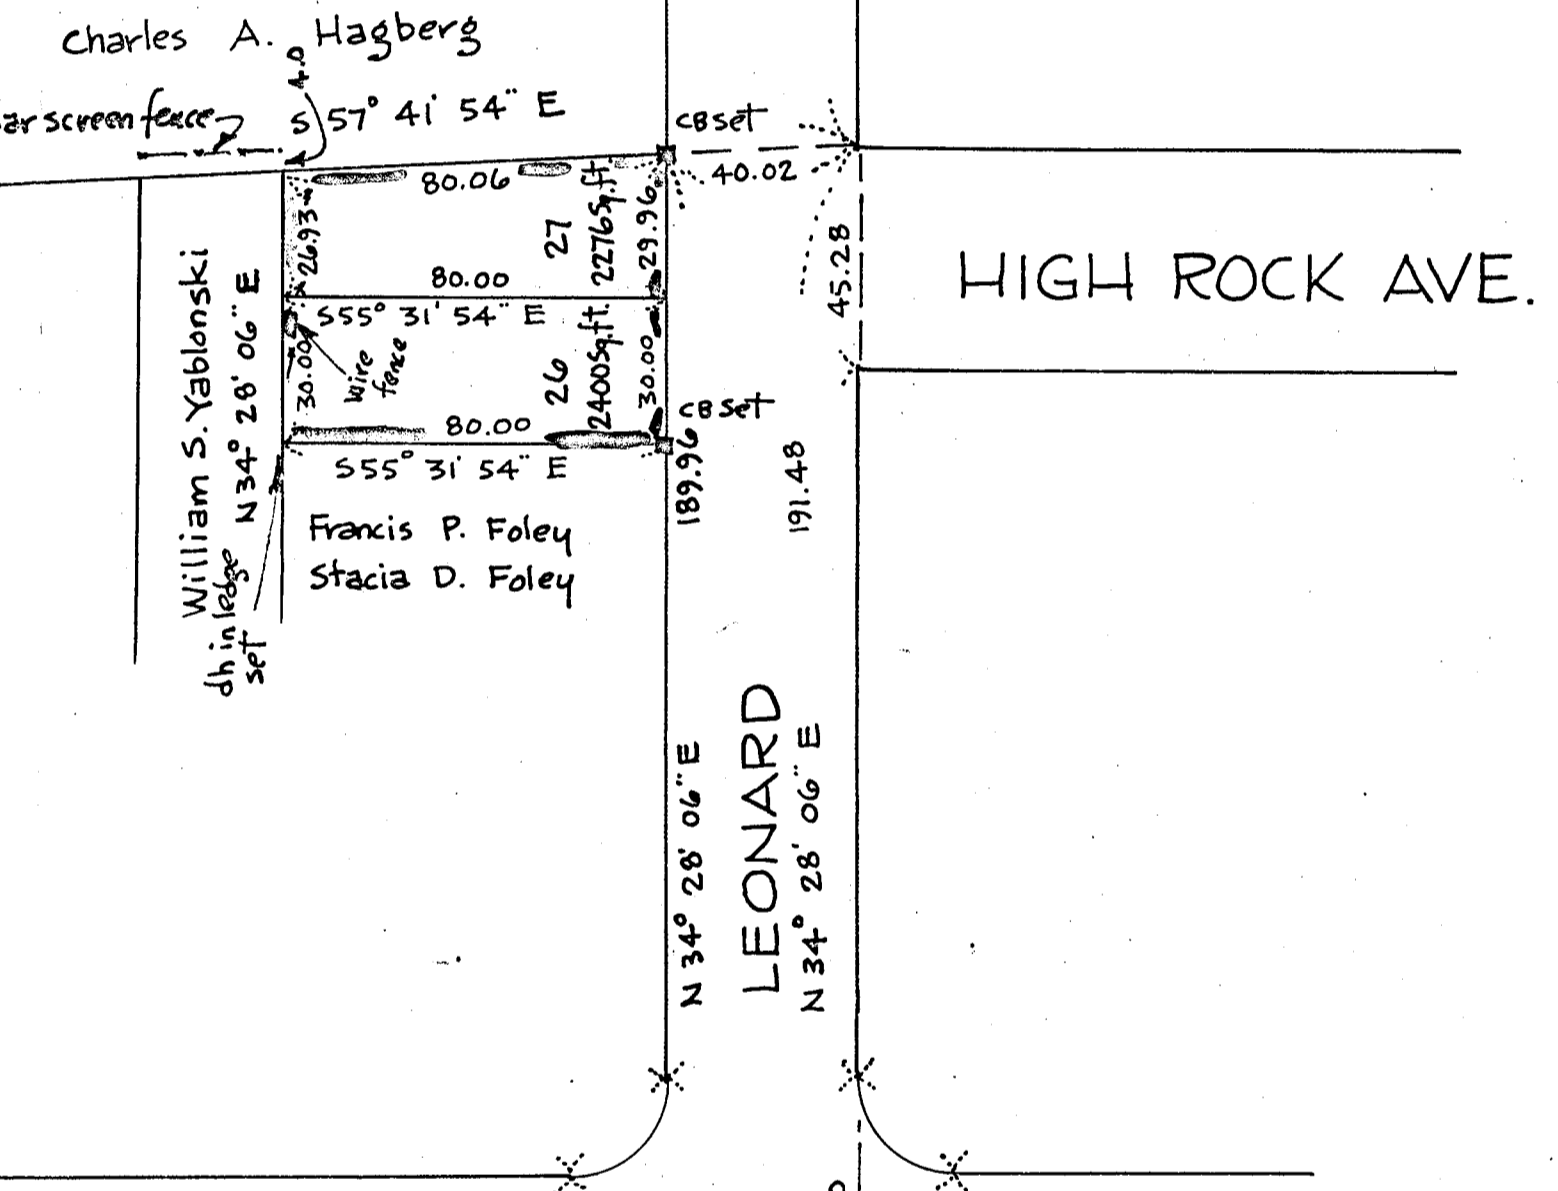 Charles A. Hagberg
4.0
screen fence
S 57° 41' 54" E
CB set
80.06
40.02
26.93
27
2276 Sq.ft.
29.96
45.28
HIGH ROCK AVE.
80.00
S55° 31' 54" E
William S. Yablonski
N34° 28' 06" E
30.00
wire
fence
26
2400 Sq.ft.
30.00
CB set
80.00
S55° 31' 54" E
189.96
191.48
Francis P. Foley
Stacia D. Foley
dh in ledge
set
N 34° 28' 06" E
LEONARD
N 34° 28' 06" E